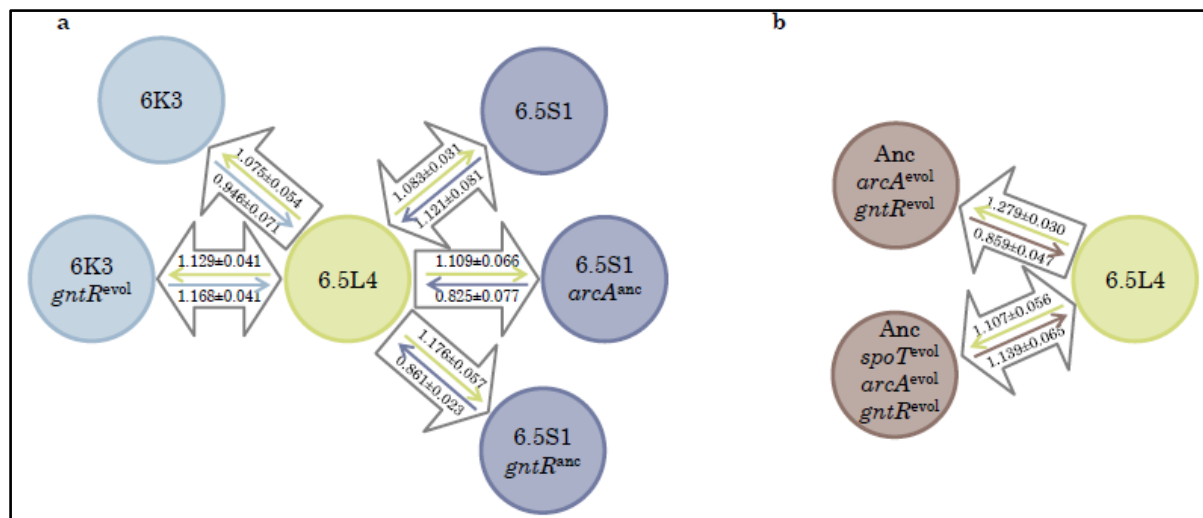 a
b
6K3
6.5S1
1.075±0.054
0.946±0.071
1.083±0.031
1.121±0.081
6K3
gntRᵉᵛᵒˡ
1.129±0.041
1.168±0.041
6.5L4
1.109±0.066
0.825±0.077
6.5S1
arcAᵃⁿᶜ
1.176±0.057
0.861±0.023
6.5S1
gntRᵃⁿᶜ
Anc
arcAᵉᵛᵒˡ
gntRᵉᵛᵒˡ
1.279±0.030
0.859±0.047
6.5L4
1.107±0.056
1.139±0.065
Anc
spoTᵉᵛᵒˡ
arcAᵉᵛᵒˡ
gntRᵉᵛᵒˡ